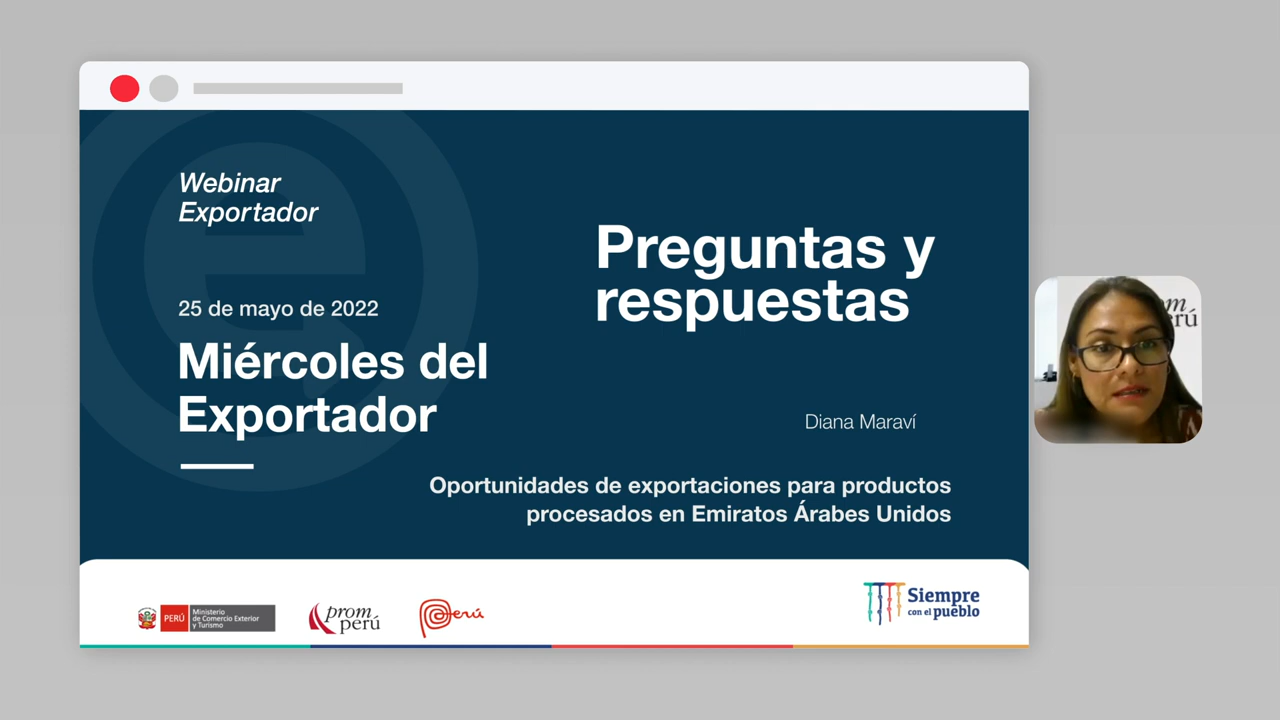 Webinar
Exportador
25 de mayo de 2022
Miércoles del
Exportador
Preguntas y
respuestas
Diana Maraví
Oportunidades de exportaciones para productos
procesados en Emiratos Árabes Unidos
PERÚ
Ministerio
de Comercio Exterior
y Turismo
prom
perú
Perú
Siempre
con el pueblo
m
erú